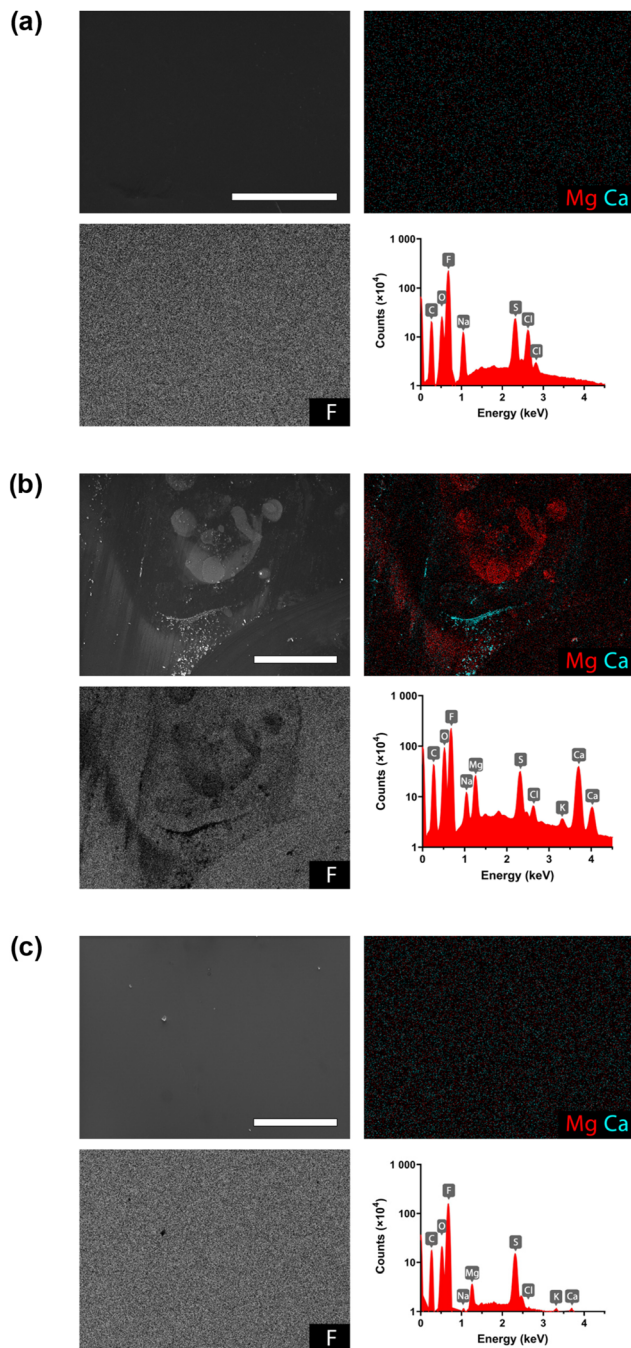 (a)
Mg Ca
F
1 000
100
10
1
Counts (×10⁴)
C
O
F
Na
S
Cl
Cl
0 1 2 3 4
Energy (keV)
(b)
Mg Ca
F
1 000
100
10
1
Counts (×10⁴)
C
O
F
Na
Mg
S
Cl
K
Ca
Ca
0 1 2 3 4
Energy (keV)
(c)
Mg Ca
F
1 000
100
10
1
Counts (×10⁴)
C
O
F
Na
Mg
S
Cl
K
Ca
0 1 2 3 4
Energy (keV)